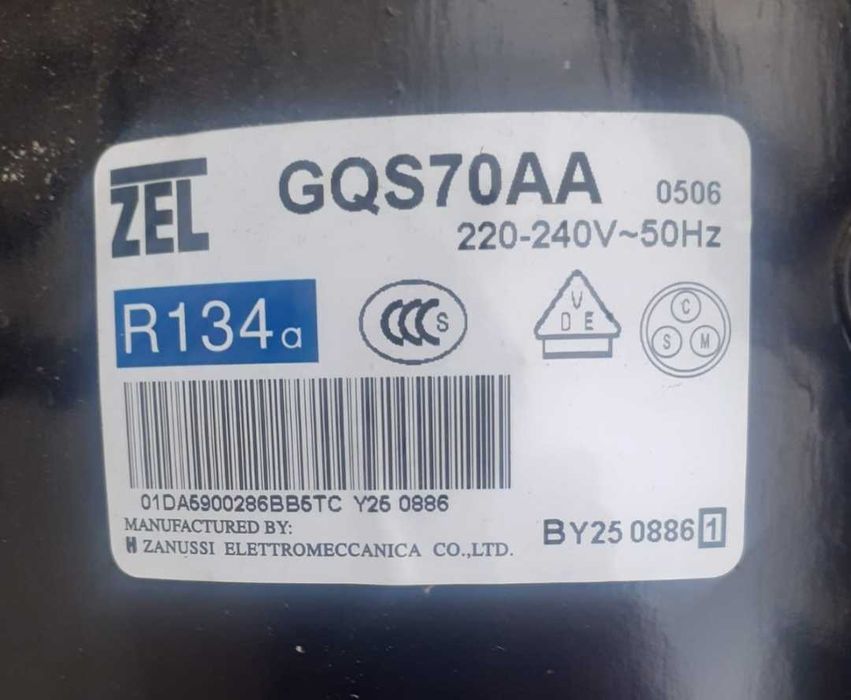 ZEL
GQS70AA
0506
220-240V~50Hz
R134a
CCC S
V
D E
C
S M
01DA5900286BB5TC Y25 0886
MANUFACTURED BY:
H ZANUSSI ELETTROMECCANICA CO.,LTD.
BY25 0886 1